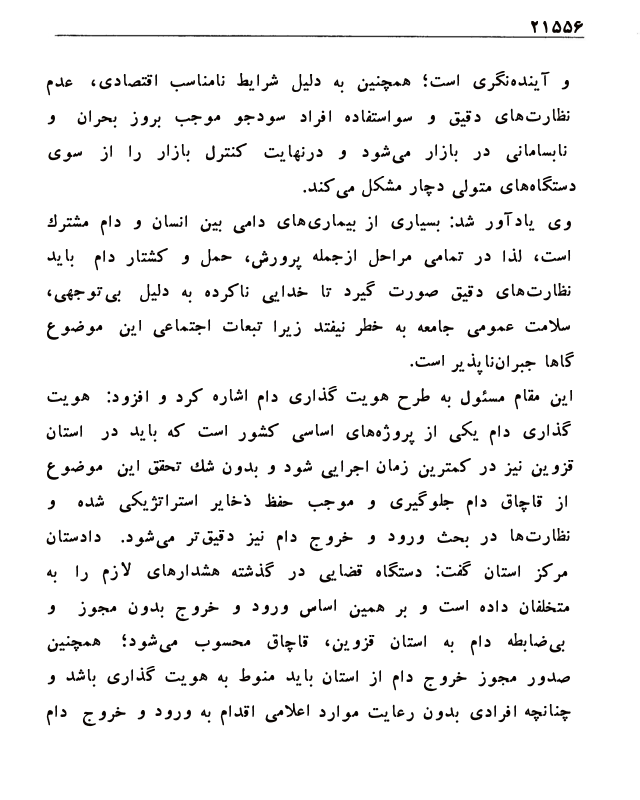 ۲۱۵۵۶
و آینده‌نگری است؛ همچنین به دلیل شرایط نامناسب اقتصادی، عدم
نظارت‌های دقیق و سواستفاده افراد سودجو موجب بروز بحران و
نابسامانی در بازار می‌شود و درنهایت کنترل بازار را از سوی
دستگاه‌های متولی دچار مشکل می‌کند.
وی یادآور شد: بسیاری از بیماری‌های دامی بین انسان و دام مشترك
است، لذا در تمامی مراحل ازجمله پرورش، حمل و کشتار دام باید
نظارت‌های دقیق صورت گیرد تا خدایی ناکرده به دلیل بی‌توجهی،
سلامت عمومی جامعه به خطر نیفتد زیرا تبعات اجتماعی این موضوع
گاها جبران‌ناپذیر است.
این مقام مسئول به طرح هویت گذاری دام اشاره کرد و افزود: هویت
گذاری دام یکی از پروژه‌های اساسی کشور است که باید در استان
قزوین نیز در کمترین زمان اجرایی شود و بدون شك تحقق این موضوع
از قاچاق دام جلوگیری و موجب حفظ ذخایر استراتژیکی شده و
نظارت‌ها در بحث ورود و خروج دام نیز دقیق‌تر می‌شود. دادستان
مرکز استان گفت: دستگاه قضایی در گذشته هشدارهای لازم را به
متخلفان داده است و بر همین اساس ورود و خروج بدون مجوز و
بی‌ضابطه دام به استان قزوین، قاچاق محسوب می‌شود؛ همچنین
صدور مجوز خروج دام از استان باید منوط به هویت گذاری باشد و
چنانچه افرادی بدون رعایت موارد اعلامی اقدام به ورود و خروج دام